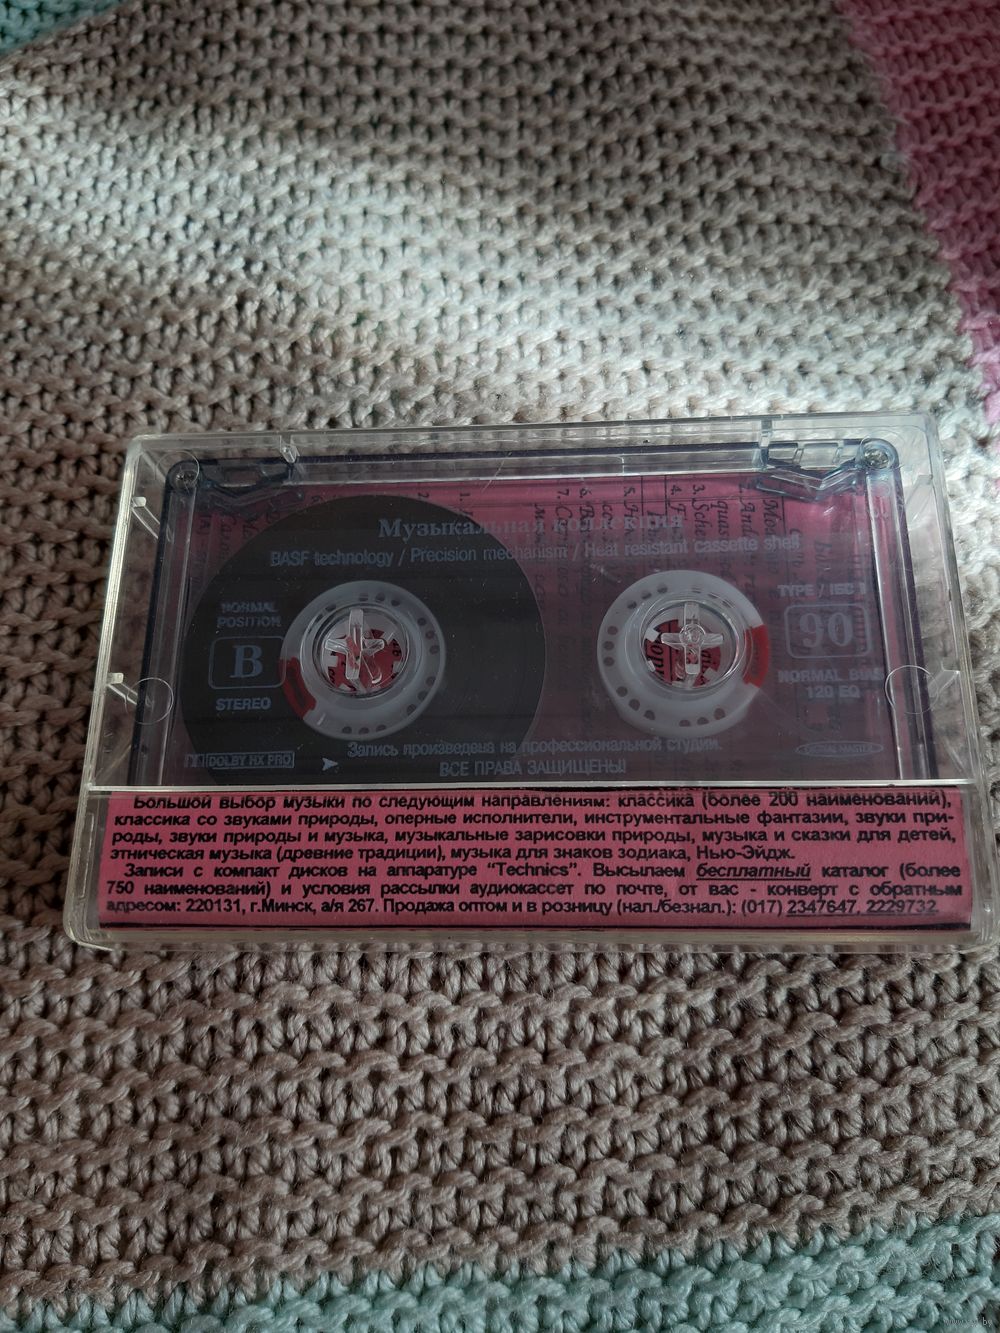 Музыкальная коллекция
BASF technology / Precision mechanism / Heat resistant cassette shell
NORMAL
POSITION
B
STEREO
DOLBY HX PRO
TYPE / IEC I
90
NORMAL BIAS
120 EQ
DIGITAL MASTER
Запись произведена на профессиональной студии.
ВСЕ ПРАВА ЗАЩИЩЕНЫ!
Большой выбор музыки по следующим направлениям: классика (более 200 наименований),
классика со звуками природы, оперные исполнители, инструментальные фантазии, звуки при-
роды, звуки природы и музыка, музыкальные зарисовки природы, музыка и сказки для детей,
этническая музыка (древние традиции), музыка для знаков зодиака, Нью-Эйдж.
Записи с компакт дисков на аппаратуре "Technics". Высылаем бесплатный каталог (более
750 наименований) и условия рассылки аудиокассет по почте, от вас - конверт с обратным
адресом: 220131, г.Минск, а/я 267. Продажа оптом и в розницу (нал./безнал.): (017) 2347647, 2229732.